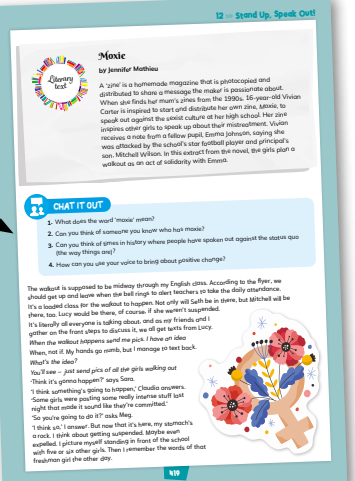 12 Stand Up, Speak Out!
Literary
text
Moxie
by Jennifer Mathieu
A ‘zine’ is a homemade magazine that is photocopied and
distributed to share a message the maker is passionate about.
When she finds her mum’s zines from the 1990s, 16-year-old Vivian
Carter is inspired to start and distribute her own zine, Moxie, to
speak out against the sexist culture at her high school. Her zine
inspires other girls to speak up about their mistreatment. Vivian
receives a note from a fellow pupil, Emma Johnson, saying she
was attacked by the school’s star football player and principal’s
son, Mitchell Wilson. In this extract from the novel, the girls plan a
walkout as an act of solidarity with Emma.
CHAT IT OUT
1. What does the word ‘moxie’ mean?
2. Can you think of someone you know who has moxie?
3. Can you think of times in history where people have spoken out against the status quo
(the way things are)?
4. How can you use your voice to bring about positive change?
The walkout is supposed to be midway through my English class. According to the flyer, we
should get up and leave when the bell rings to alert teachers to take the daily attendance.
It’s a loaded class for the walkout to happen. Not only will Seth be in there, but Mitchell will be
there, too. Lucy would be there, of course, if she weren’t suspended.
It’s literally all everyone is talking about, and as my friends and I
gather on the front steps to discuss it, we all get texts from Lucy.
When the walkout happens send me pics. I have an idea
When, not if. My hands go numb, but I manage to text back.
What’s the idea?
You’ll see – just send pics of all the girls walking out
‘Think it’s gonna happen?’ says Sara.
‘I think something’s going to happen,’ Claudia answers.
‘Some girls were posting some really intense stuff last
night that made it sound like they’re committed.’
‘So you’re going to do it?’ asks Meg.
‘I think so,’ I answer. But now that it’s here, my stomach’s
a rock. I think about getting suspended. Maybe even
expelled. I picture myself standing in front of the school
with five or six other girls. Then I remember the words of that
freshman girl the other day.
419